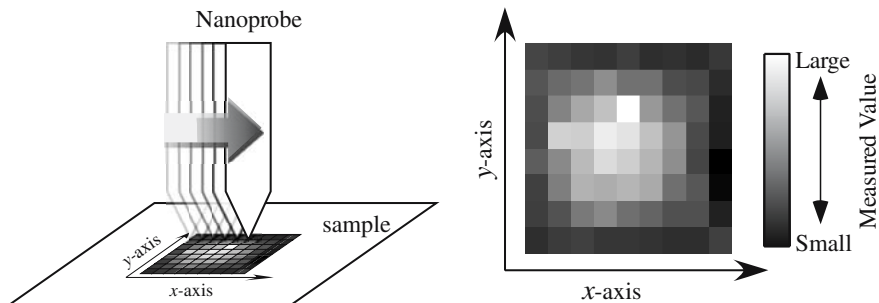 Nanoprobe
sample
y-axis
x-axis
y-axis
x-axis
Large
Small
Measured Value